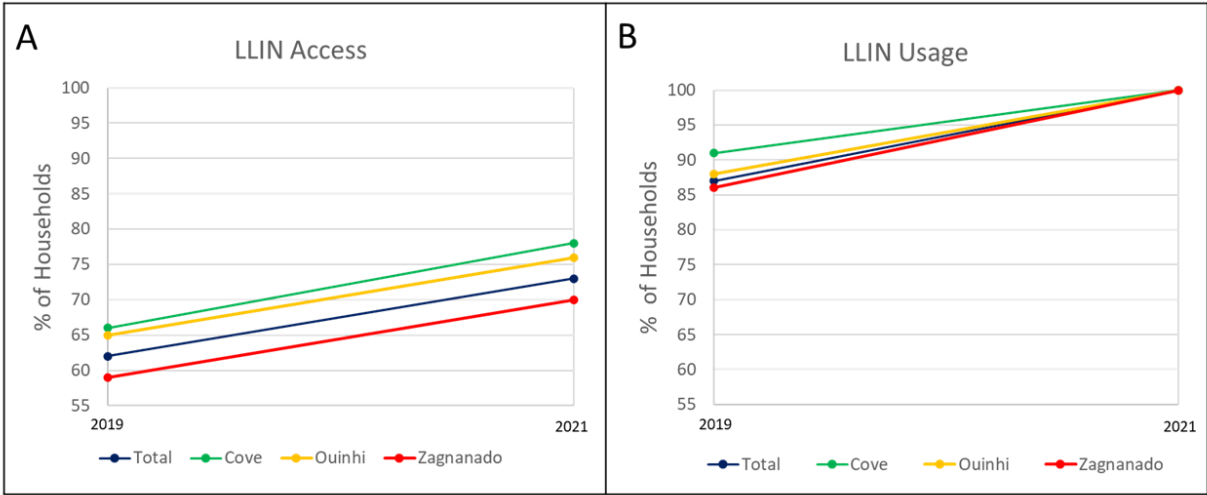 A
LLIN Access
% of Households
100
95
90
85
80
75
70
65
60
55
2019
2021
Total
Cove
Ouinhi
Zagnanado
B
LLIN Usage
% of Households
100
95
90
85
80
75
70
65
60
55
2019
2021
Total
Cove
Ouinhi
Zagnanado